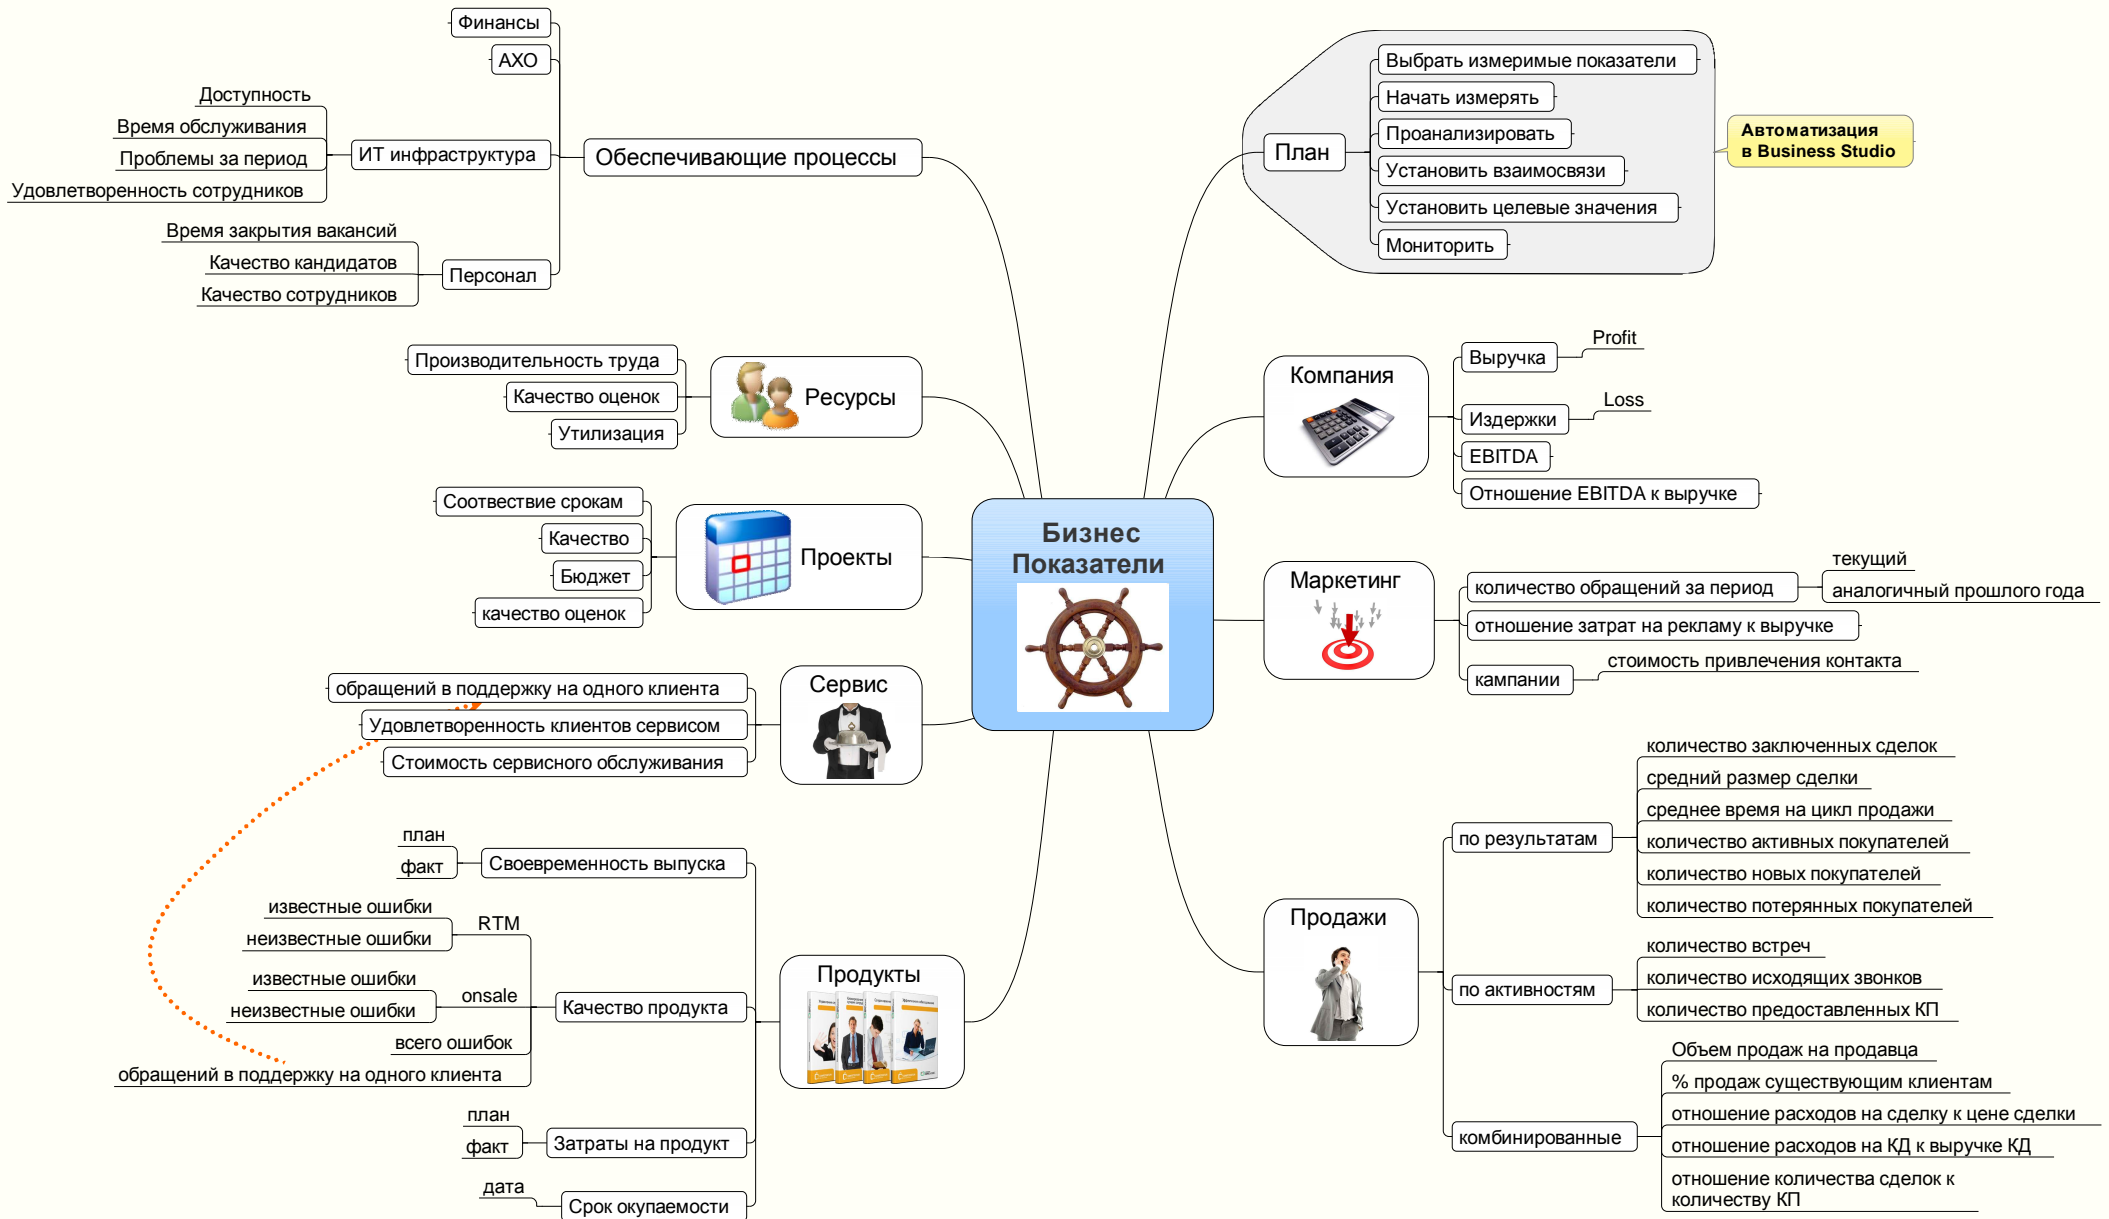 Финансы
АХО
Доступность
Время обслуживания
Проблемы за период
Удовлетворенность сотрудников
ИТ инфраструктура
Время закрытия вакансий
Качество кандидатов
Качество сотрудников
Персонал
Обеспечивающие процессы
Производительность труда
Качество оценок
Утилизация
Ресурсы
Соотвествие срокам
Качество
Бюджет
качество оценок
Проекты
обращений в поддержку на одного клиента
Удовлетворенность клиентов сервисом
Стоимость сервисного обслуживания
Сервис
план
факт
Своевременность выпуска
известные ошибки
неизвестные ошибки
RTM
известные ошибки
неизвестные ошибки
onsale
всего ошибок
обращений в поддержку на одного клиента
Качество продукта
план
факт
Затраты на продукт
дата
Срок окупаемости
Продукты
Бизнес
Показатели
План
Выбрать измеримые показатели
Начать измерять
Проанализировать
Установить взаимосвязи
Установить целевые значения
Мониторить
Автоматизация
в Business Studio
Компания
Выручка
Profit
Издержки
Loss
EBITDA
Отношение EBITDA к выручке
Маркетинг
количество обращений за период
текущий
аналогичный прошлого года
отношение затрат на рекламу к выручке
кампании
стоимость привлечения контакта
Продажи
по результатам
количество заключенных сделок
средний размер сделки
среднее время на цикл продажи
количество активных покупателей
количество новых покупателей
количество потерянных покупателей
по активностям
количество встреч
количество исходящих звонков
количество предоставленных КП
комбинированные
Объем продаж на продавца
% продаж существующим клиентам
отношение расходов на сделку к цене сделки
отношение расходов на КД к выручке КД
отношение количества сделок к
количеству КП